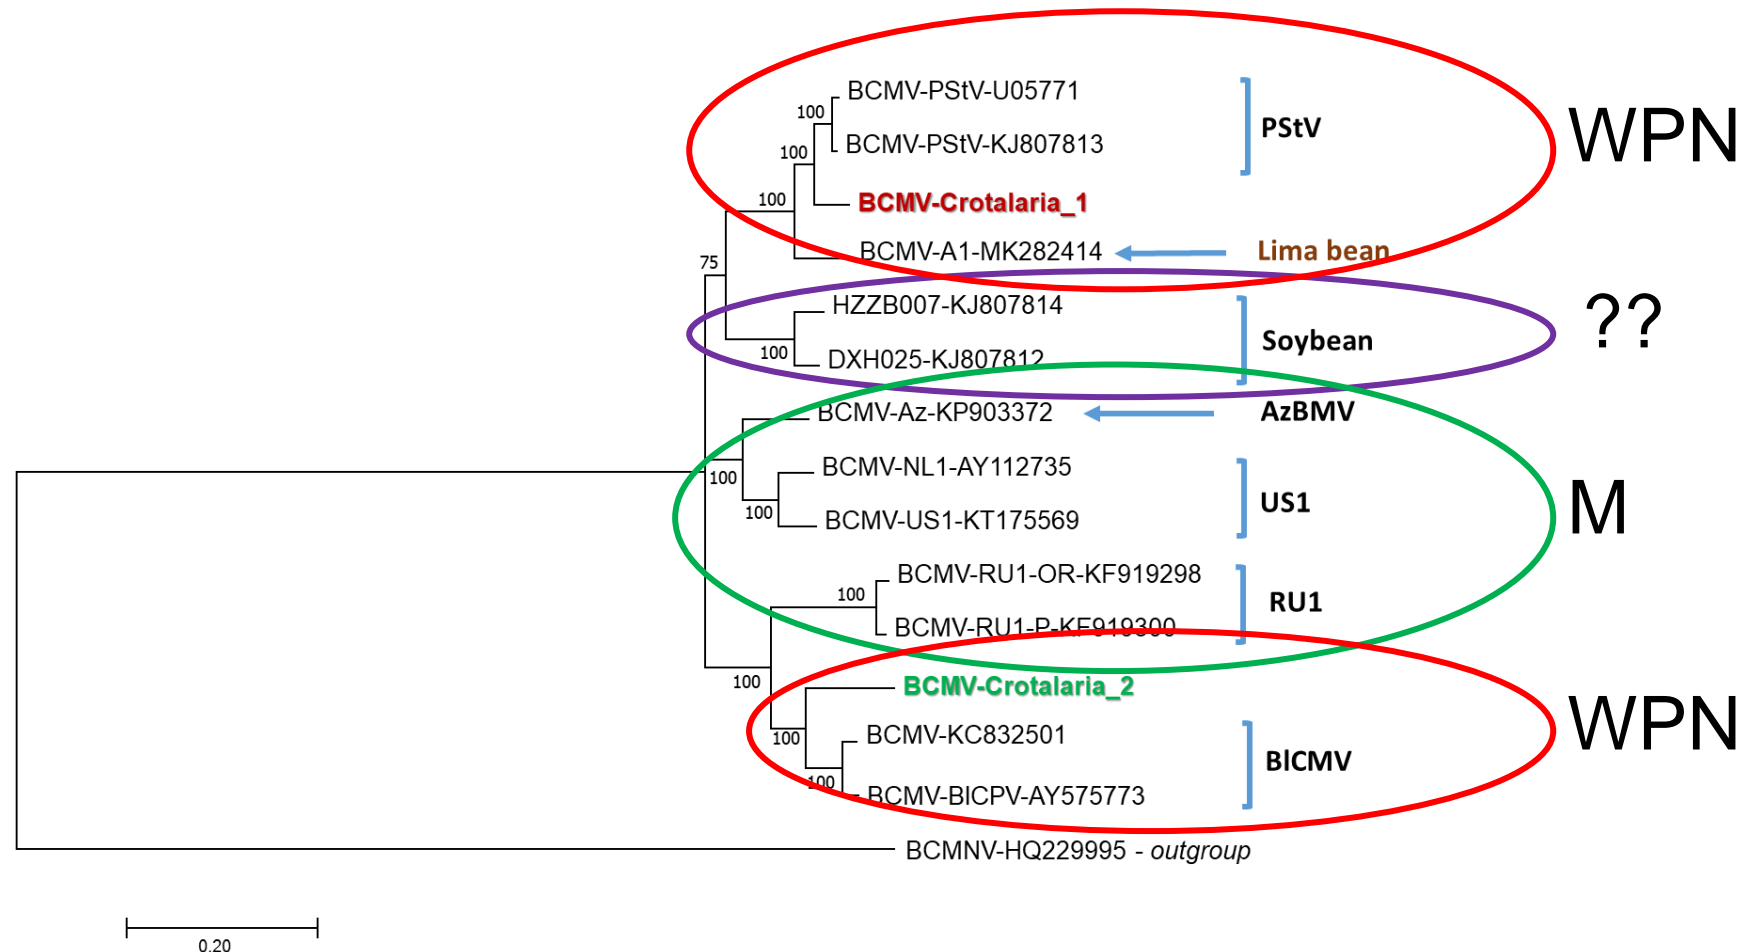 BCMV-PStV-U05771
100
PStV
WPN
BCMV-PStV-KJ807813
100
BCMV-Crotalaria_1
100
BCMV-A1-MK282414
Lima bean
75
HZZB007-KJ807814
??
Soybean
100
DXH025-KJ807812
BCMV-Az-KP903372
AzBMV
BCMV-NL1-AY112735
100
US1
M
100
BCMV-US1-KT175569
BCMV-RU1-OR-KF919298
100
RU1
BCMV-RU1-P-KF919300
100
BCMV-Crotalaria_2
WPN
100
BCMV-KC832501
BlCMV
100
BCMV-BlCPV-AY575773
BCMNV-HQ229995 - outgroup
0.20